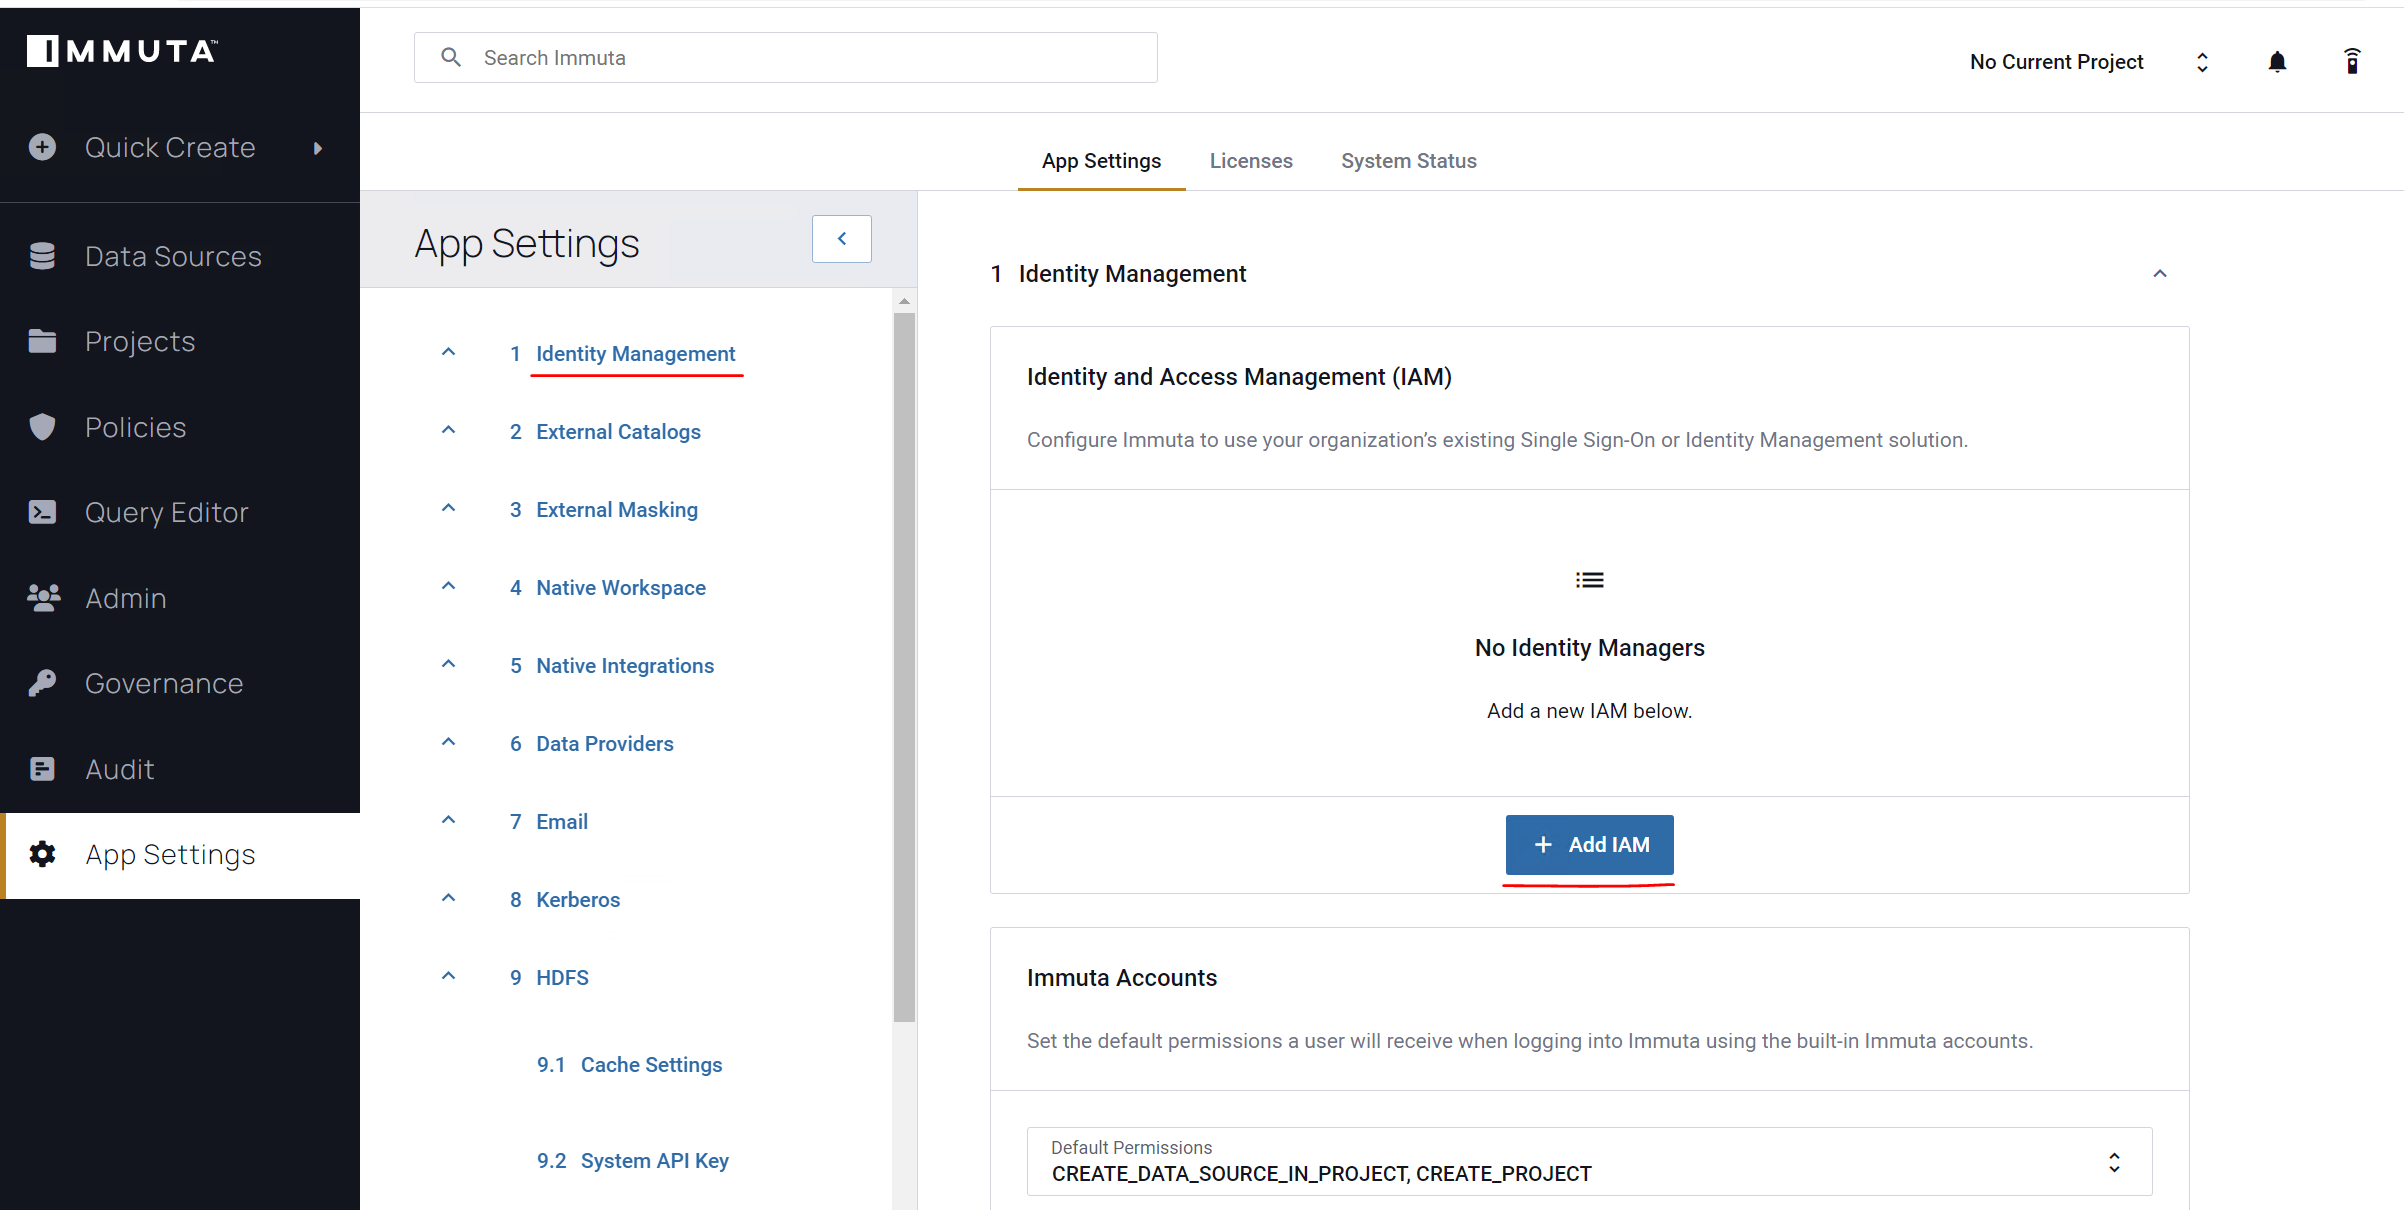 IMMUTA™
Quick Create
Data Sources
Projects
Policies
Query Editor
Admin
Governance
Audit
App Settings
Search Immuta
No Current Project
App Settings
Licenses
System Status
App Settings
1 Identity Management
2 External Catalogs
3 External Masking
4 Native Workspace
5 Native Integrations
6 Data Providers
7 Email
8 Kerberos
9 HDFS
9.1 Cache Settings
9.2 System API Key
1 Identity Management
Identity and Access Management (IAM)
Configure Immuta to use your organization’s existing Single Sign-On or Identity Management solution.
No Identity Managers
Add a new IAM below.
+ Add IAM
Immuta Accounts
Set the default permissions a user will receive when logging into Immuta using the built-in Immuta accounts.
Default Permissions
CREATE_DATA_SOURCE_IN_PROJECT, CREATE_PROJECT